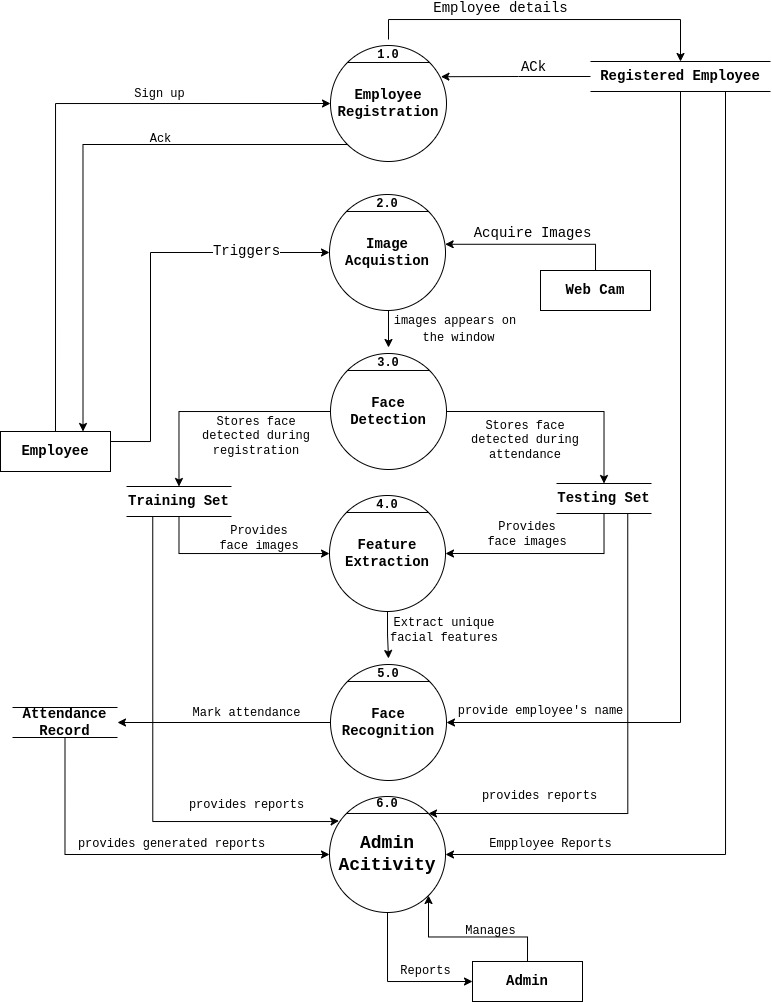 Employee details
1.0
Employee
Registration
ACk
Registered Employee
Sign up
Ack
2.0
Image
Acquistion
Triggers
Acquire Images
Web Cam
images appears on
the window
3.0
Face
Detection
Stores face
detected during
registration
Stores face
detected during
attendance
Employee
Training Set
Testing Set
4.0
Feature
Extraction
Provides
face images
Provides
face images
Extract unique
facial features
5.0
Face
Recognition
Attendance
Record
Mark attendance
provide employee's name
6.0
Admin
Acitivity
provides reports
provides reports
provides generated reports
Empployee Reports
Manages
Reports
Admin